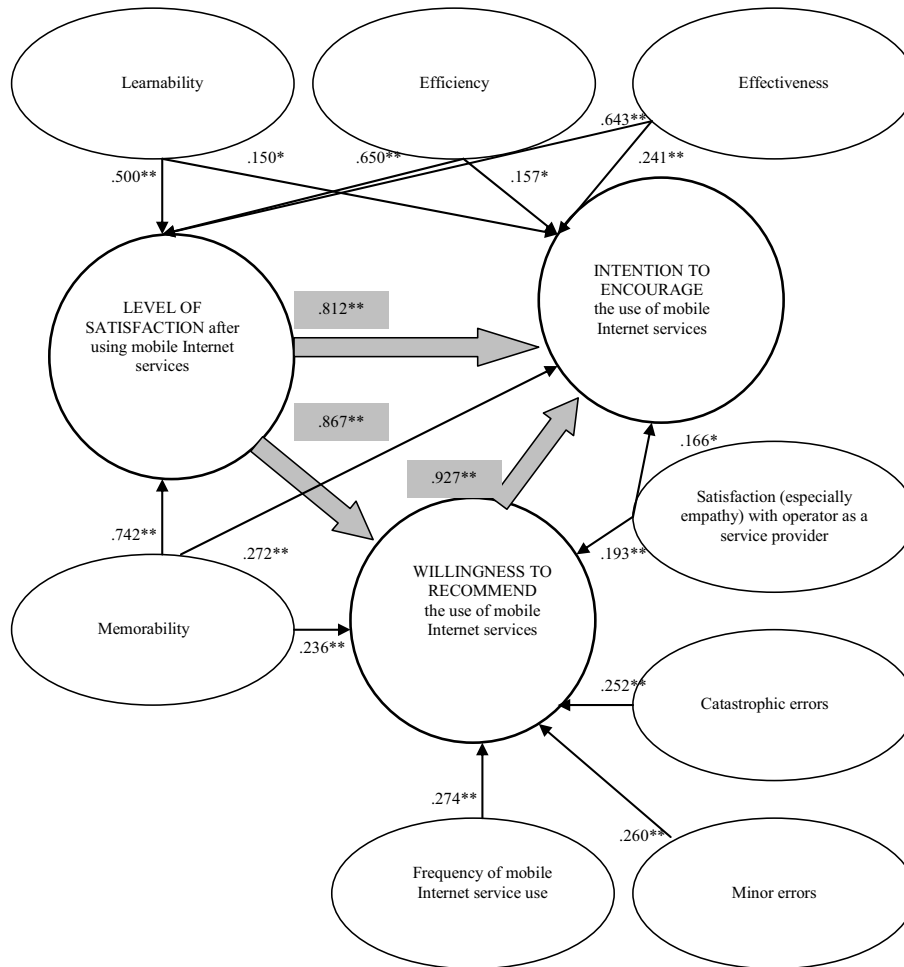 Learnability
Efficiency
Effectiveness
.643**
.150*
.650**
.241**
.500**
.157*
LEVEL OF
SATISFACTION after
using mobile Internet
services
INTENTION TO
ENCOURAGE
the use of mobile
Internet services
.812**
.867**
.927**
.166*
Satisfaction (especially
empathy) with operator as a
service provider
.742**
.272**
.193**
WILLINGNESS TO
RECOMMEND
the use of mobile
Internet services
Memorability
.236**
.252**
Catastrophic errors
.274**
.260**
Frequency of mobile
Internet service use
Minor errors